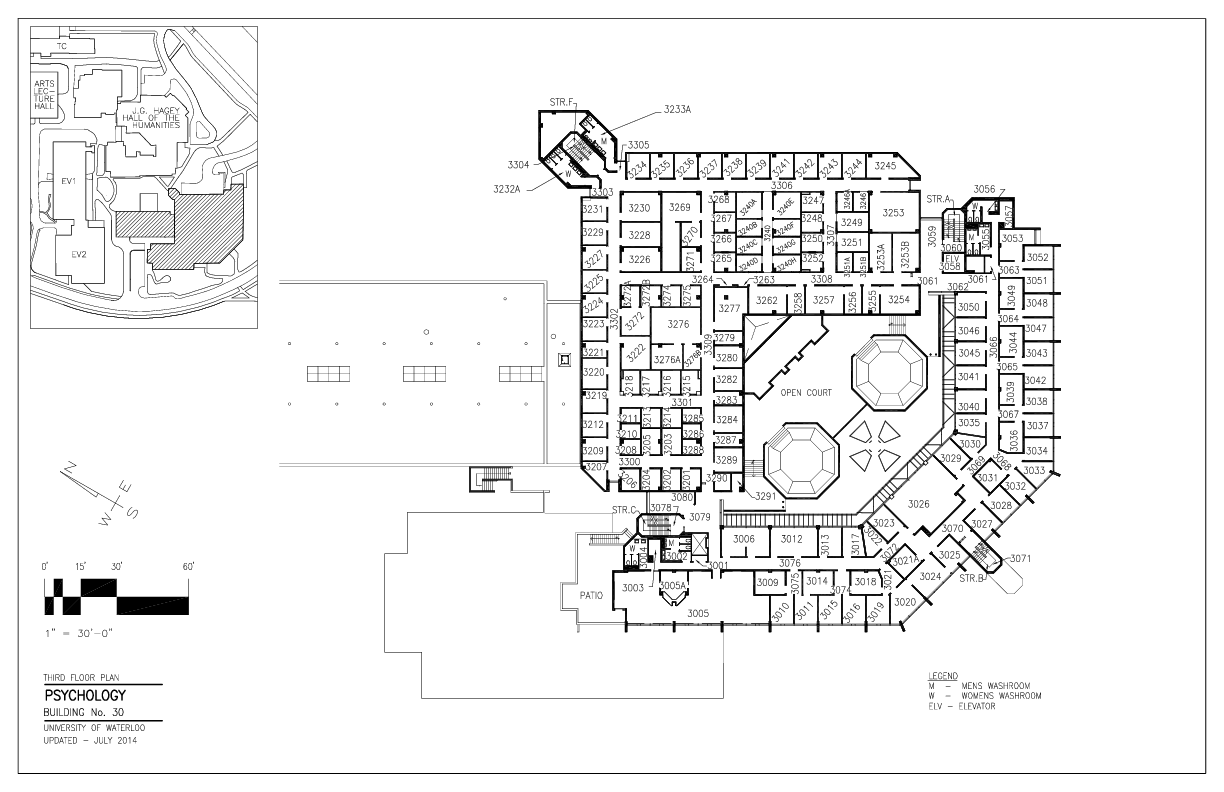 TC
ARTS
LEC-
TURE
HALL
J.G. HAGEY
HALL OF THE
HUMANITIES
EV1
EV2
STR.F
3233A
3304
3232A
M
W
3305
3234
3235
3236
3237
3238
3239
3241
3242
3243
3244
3245
3306
3303
3231
3230
3269
3268
3240A
3240E
3247
3246A
3246
3253
STR.A
3056
3057
3229
3228
3270
3267
3240B
3240
3240F
3248
3307
3249
3059
W
M
3055
3053
3227
3226
3271
3266
3240C
3240G
3250
3251
3253A
3253B
3060
ELV
3058
3052
3265
3240D
3240H
3252
3251A
3251B
3061
3063
3225
3264
3263
3308
3061
3062
3051
3224
3302
3272A
3272B
3274
3275
3277
3262
3258
3257
3256
3255
3254
3050
3049
3048
3223
3272
3276
3279
3309
3064
3046
3066
3044
3047
3221
3222
3276A
3276B
3280
3045
3043
3220
3218
3217
3216
3215
3282
OPEN COURT
3065
3041
3039
3042
3219
3301
3283
3040
3038
3212
3211
3213
3214
3285
3284
3067
3035
3037
3210
3286
3036
3209
3208
3205
3203
3288
3287
3030
3034
3207
3300
3289
3029
3069
3068
3033
3206
3204
3202
3201
3290
3291
3031
3032
3080
3026
3028
STR.C
3078
3079
3023
3070
3027
W
3004
M
3002
3006
3012
3013
3017
3022
3072
3021A
3025
3071
STR.B
3003
3001
3076
3005A
3009
3075
3014
3074
3018
3021
3024
PATIO
3005
3010
3011
3015
3016
3019
3020
N
E
W
S
0' 15' 30' 60'
1" = 30'-0"
THIRD FLOOR PLAN
PSYCHOLOGY
BUILDING No. 30
UNIVERSITY OF WATERLOO
UPDATED - JULY 2014
LEGEND
M - MENS WASHROOM
W - WOMENS WASHROOM
ELV - ELEVATOR